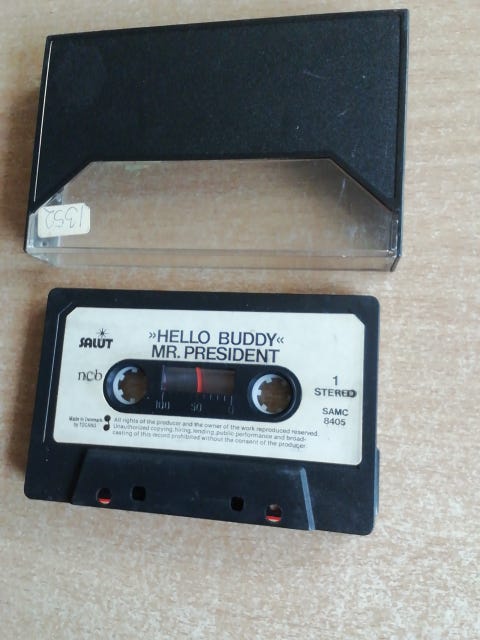 1352
SALUT
»HELLO BUDDY«
MR. PRESIDENT
ncb
1
STEREO
SAMC
8405
100 50 0
Made in Denmark
by TOCANO
All rights of the producer and the owner of the work reproduced reserved.
Unauthorized copying, hiring, lending, public performance and broad-
casting of this record prohibited without the consent of the producer